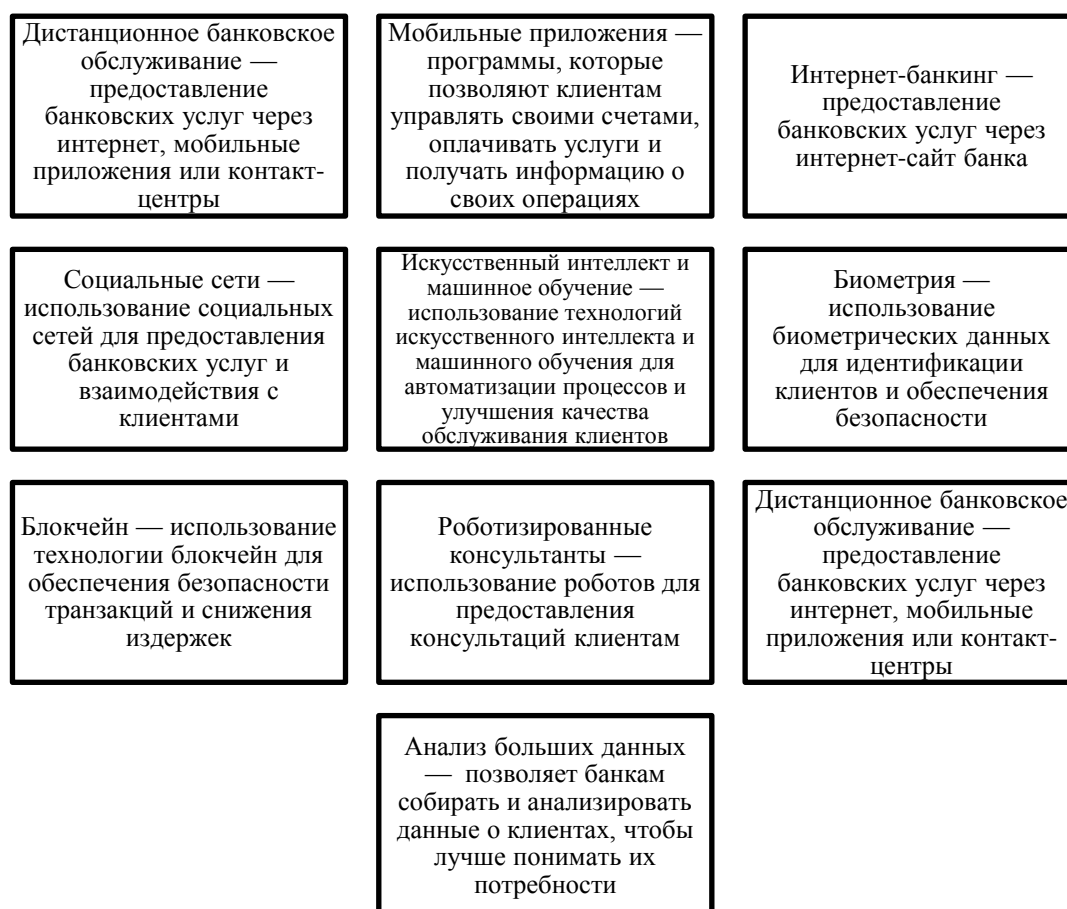 Дистанционное банковское
обслуживание —
предоставление
банковских услуг через
интернет, мобильные
приложения или контакт-
центры
Мобильные приложения —
программы, которые
позволяют клиентам
управлять своими счетами,
оплачивать услуги и
получать информацию о
своих операциях
Интернет-банкинг —
предоставление
банковских услуг через
интернет-сайт банка
Социальные сети —
использование социальных
сетей для предоставления
банковских услуг и
взаимодействия с
клиентами
Искусственный интеллект и
машинное обучение —
использование технологий
искусственного интеллекта и
машинного обучения для
автоматизации процессов и
улучшения качества
обслуживания клиентов
Биометрия —
использование
биометрических данных
для идентификации
клиентов и обеспечения
безопасности
Блокчейн — использование
технологии блокчейн для
обеспечения безопасности
транзакций и снижения
издержек
Роботизированные
консультанты —
использование роботов для
предоставления
консультаций клиентам
Дистанционное банковское
обслуживание —
предоставление
банковских услуг через
интернет, мобильные
приложения или контакт-
центры
Анализ больших данных
— позволяет банкам
собирать и анализировать
данные о клиентах, чтобы
лучше понимать их
потребности